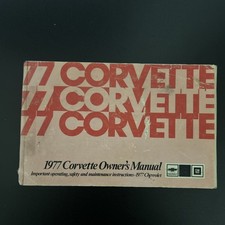 77 CORVETTE
77 CORVETTE
77 CORVETTE
1977 Corvette Owner's Manual
Important operating, safety and maintenance instructions · 1977 Chevrolet